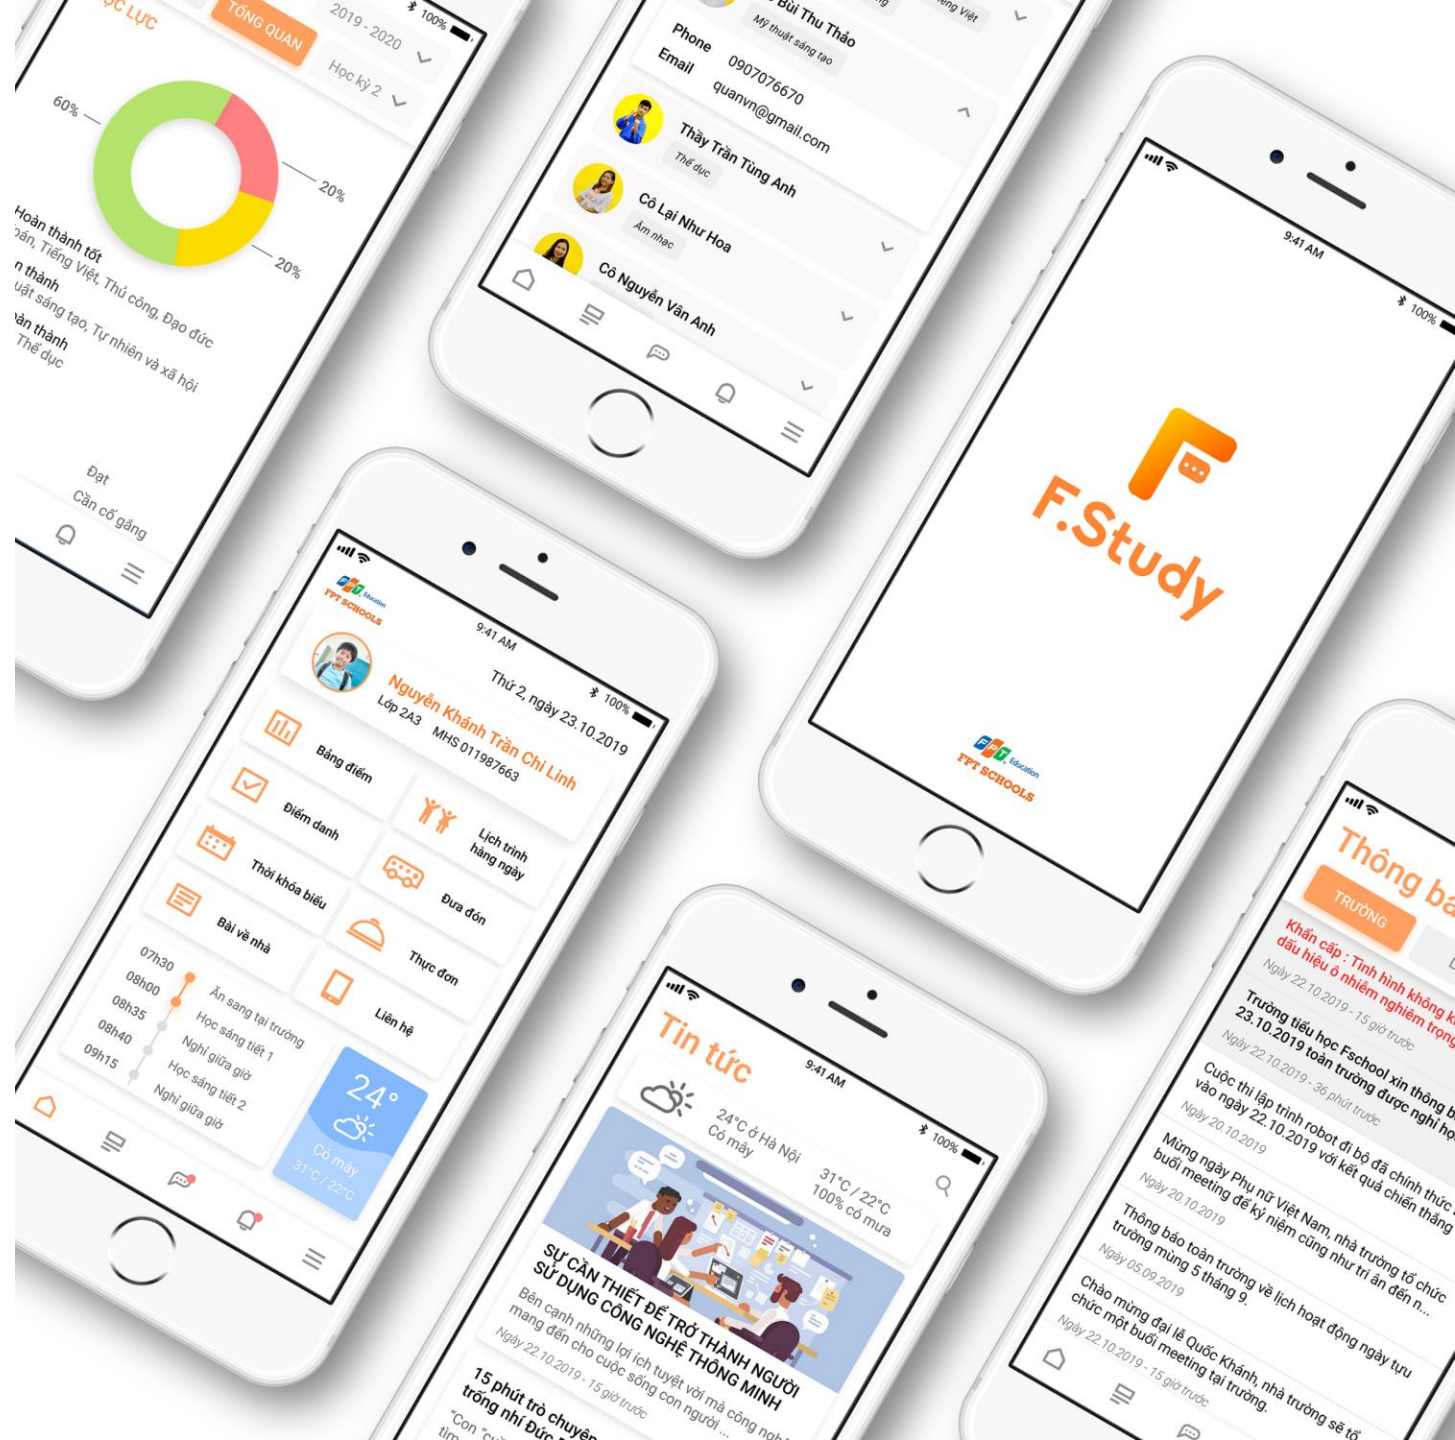 TỔNG QUAN
2019 - 2020
100%
Học kỳ 2
60%
20%
20%
Hoàn thành tốt
Tiếng Việt, Thủ công, Đạo đức
thành
sáng tạo, Tự nhiên và xã hội
thành
Thể dục
Đạt
Cần cố gắng
Bùi Thu Thảo
Mỹ thuật sáng tạo
Phone 0907076670
Email quanvn@gmail.com
Thầy Trần Tùng Anh
Thể dục
Cô Lại Như Hoa
Âm nhạc
Cô Nguyễn Vân Anh
9:41 AM
100%
F.Study
FPT Education
FPT SCHOOLS
9:41 AM
100%
FPT Education
FPT SCHOOLS
Thứ 2, ngày 23.10.2019
Nguyễn Khánh Trần Chi Linh
Lớp 2A3 MHS 011987663
Bảng điểm
Lịch trình
hàng ngày
Điểm danh
Đưa đón
Thời khóa biểu
Thực đơn
Bài về nhà
Liên hệ
07h30 Ăn sang tại trường
08h00 Học sáng tiết 1
08h35 Nghỉ giữa giờ
08h40 Học sáng tiết 2
09h15 Nghỉ giữa giờ
24°
Có mây
31°C / 22°C
9:41 AM
100%
Tin tức
24°C ở Hà Nội
Có mây
31°C / 22°C
100% có mưa
SỰ CẦN THIẾT ĐỂ TRỞ THÀNH NGƯỜI
SỬ DỤNG CÔNG NGHỆ THÔNG MINH
Bên cạnh những lợi ích tuyệt vời mà công
mang đến cho cuộc sống con người ...
Ngày 22.10.2019 - 15 giờ trước
15 phút trò chuyện
trống nhí Đức
"Con
tìm
Thông
TRƯỜNG
Khẩn cấp : Tình hình không
dấu hiệu ô nhiễm nghiêm trọng
Ngày 22.10.2019 - 15 giờ trước
Trường tiểu học Fschool xin thông
23.10.2019 toàn trường được nghỉ
Ngày 22.10.2019 - 36 phút trước
Cuộc thi lập trình robot đi bộ đã chính thức
vào ngày 22.10.2019 với kết quả chiến thắng
Ngày 20.10.2019
Mừng ngày Phụ nữ Việt Nam, nhà trường tổ chức
buổi meeting để kỷ niệm cũng như tri ân đến n...
Ngày 20.10.2019
Thông báo toàn trường về lịch hoạt động ngày tựu
trường mùng 5 tháng 9.
Ngày 05.09.2019
Chào mừng đại lễ Quốc Khánh, nhà trường sẽ tổ
chức một buổi meeting tại trường.
Ngày 22.10.2019 - 15 giờ trước